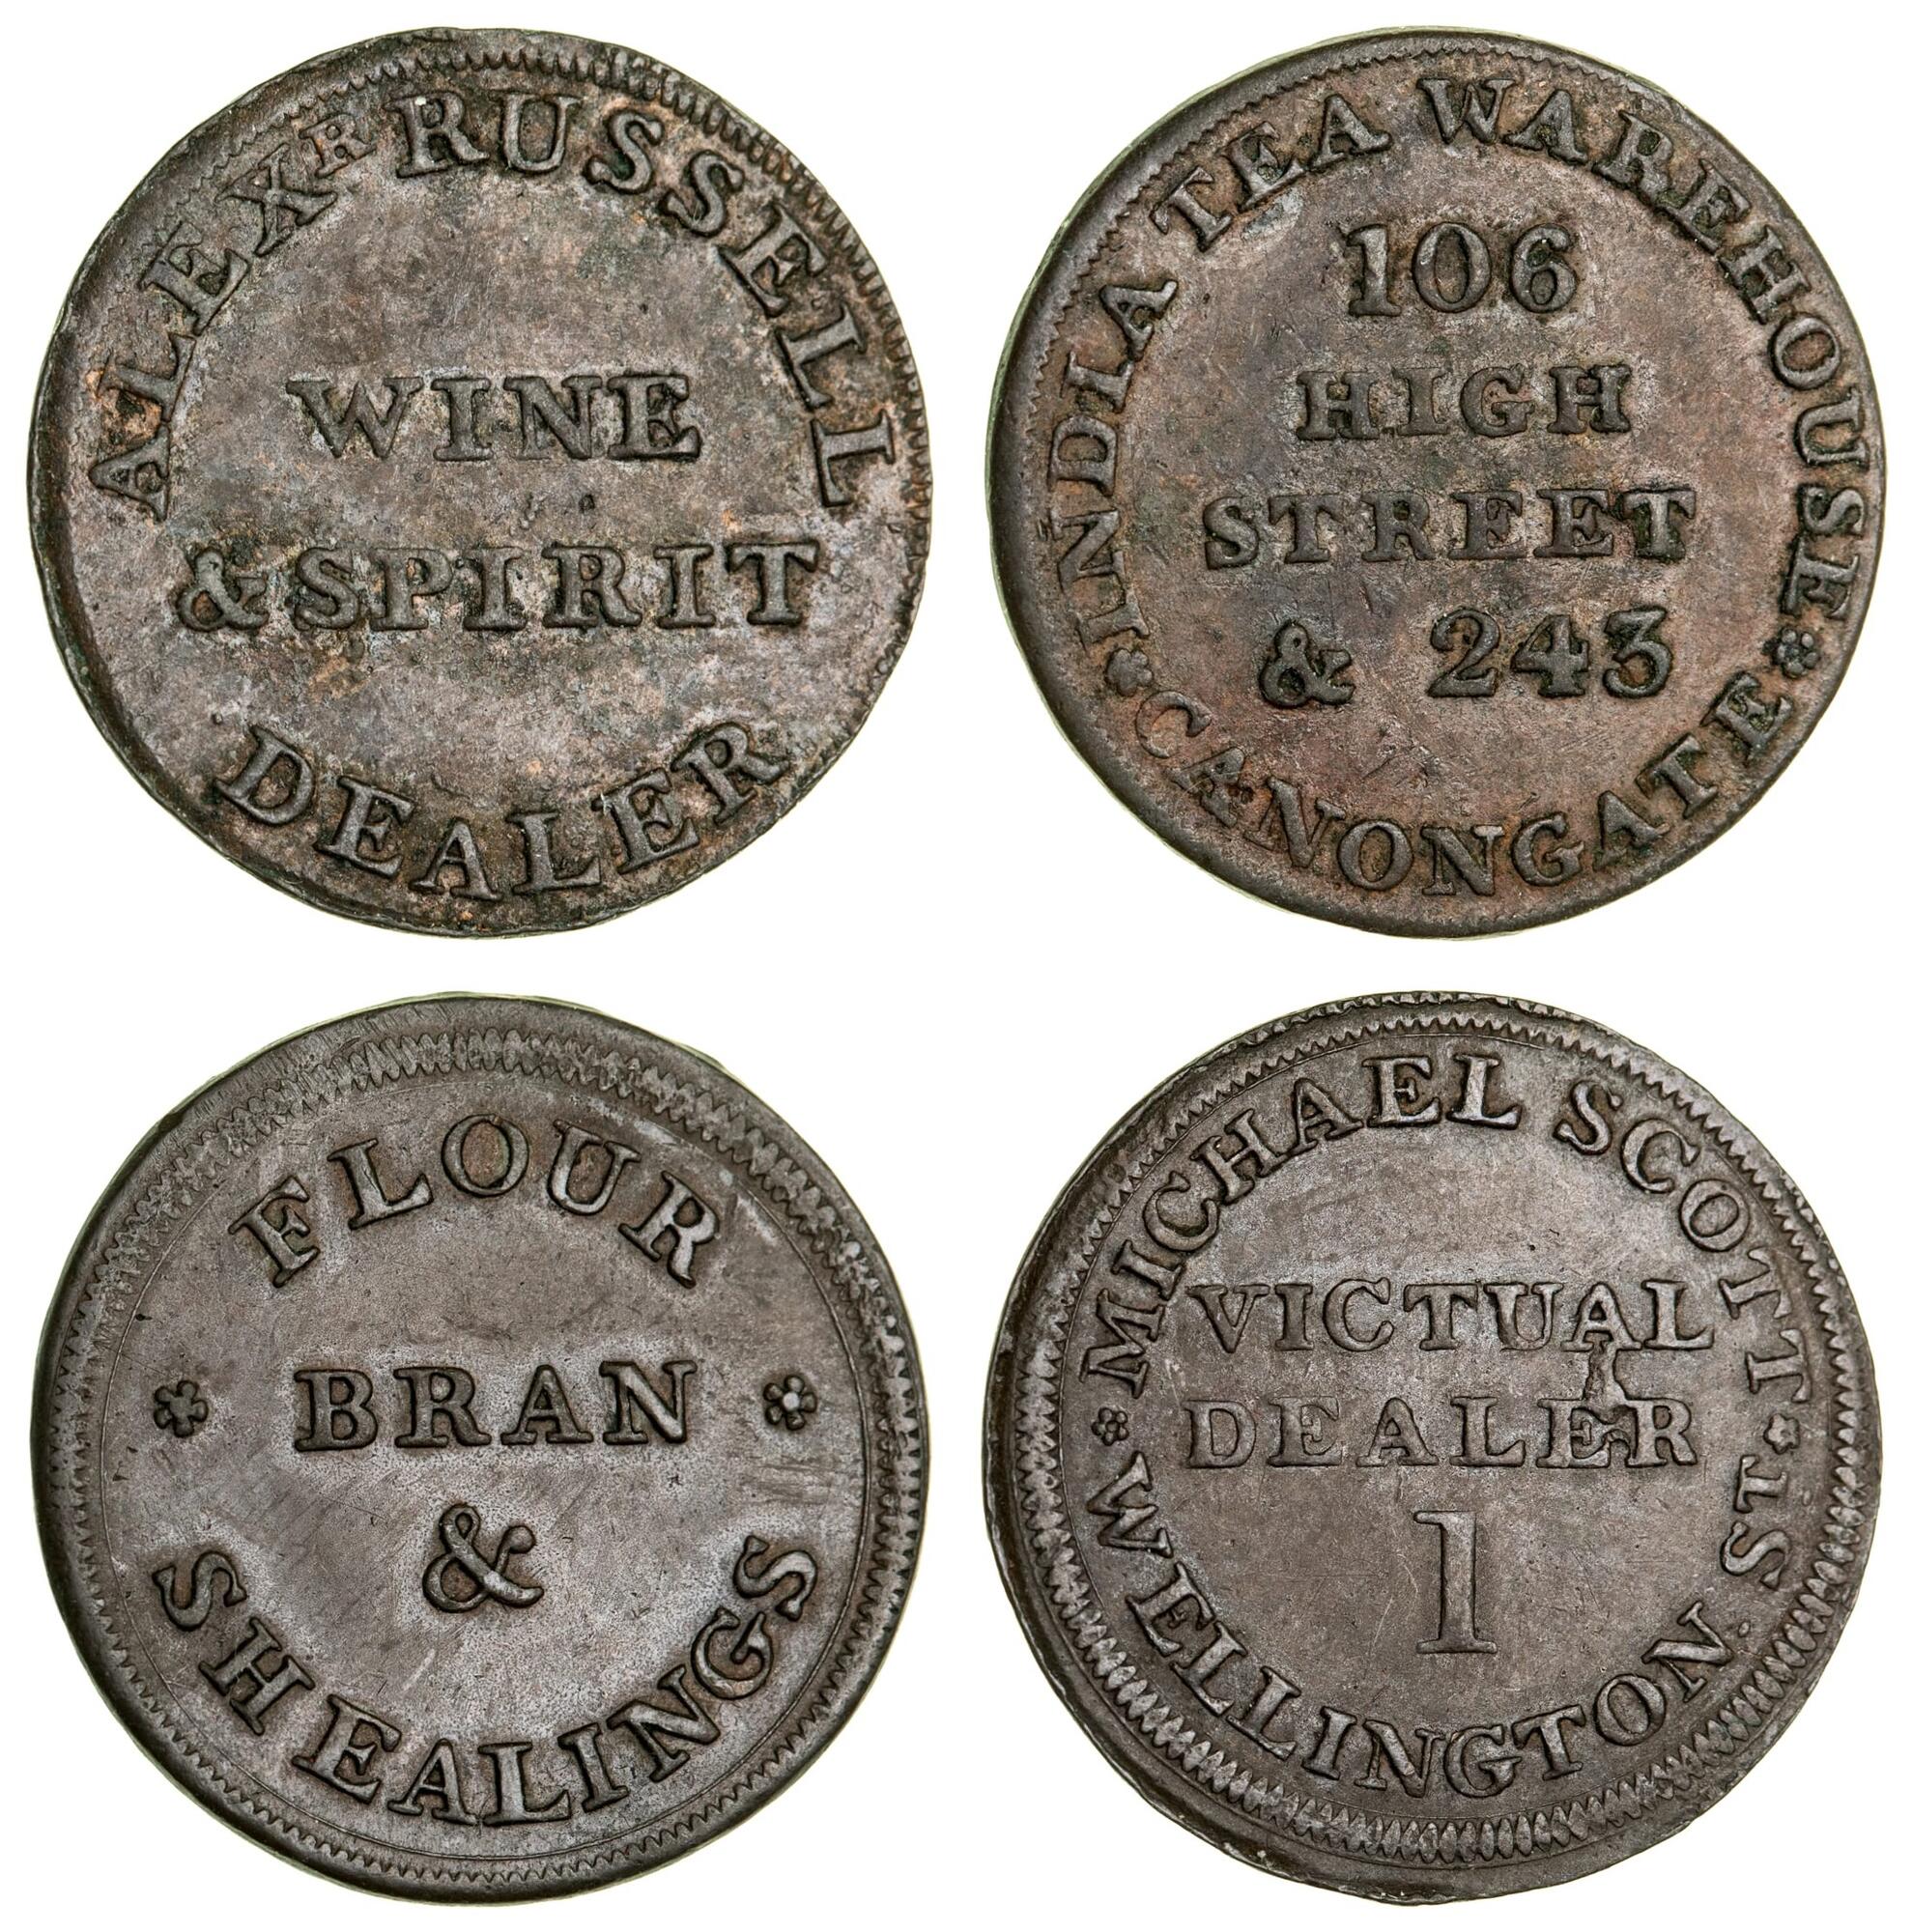 ALEXR RUSSELL
WINE
& SPIRIT
DEALER
INDIA TEA WAREHOUSE
106
HIGH
STREET
& 243
CANONGATE
FLOUR
BRAN
&
SHEALINGS
MICHAEL SCOTT
VICTUAL
DEALER
1
WELLINGTON ST